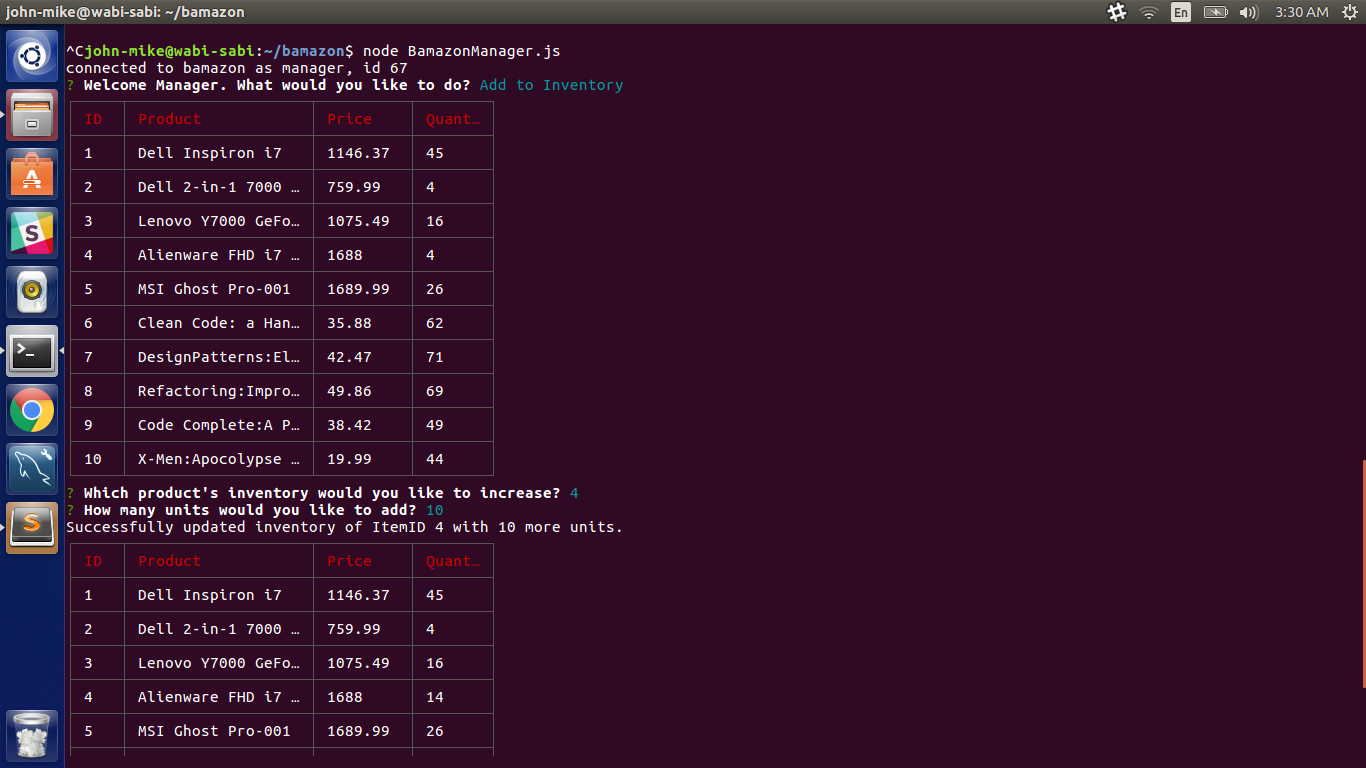 john-mike@wabi-sabi: ~/bamazon En 3:30 AM
^Cjohn-mike@wabi-sabi:~/bamazon$ node BamazonManager.js
connected to bamazon as manager, id 67
? Welcome Manager. What would you like to do? Add to Inventory
ID Product Price Quant…
1 Dell Inspiron i7 1146.37 45
2 Dell 2-in-1 7000 … 759.99 4
3 Lenovo Y7000 GeFo… 1075.49 16
4 Alienware FHD i7 … 1688 4
5 MSI Ghost Pro-001 1689.99 26
6 Clean Code: a Han… 35.88 62
7 DesignPatterns:El… 42.47 71
8 Refactoring:Impro… 49.86 69
9 Code Complete:A P… 38.42 49
10 X-Men:Apocolypse … 19.99 44
? Which product's inventory would you like to increase? 4
? How many units would you like to add? 10
Successfully updated inventory of ItemID 4 with 10 more units.
ID Product Price Quant…
1 Dell Inspiron i7 1146.37 45
2 Dell 2-in-1 7000 … 759.99 4
3 Lenovo Y7000 GeFo… 1075.49 16
4 Alienware FHD i7 … 1688 14
5 MSI Ghost Pro-001 1689.99 26